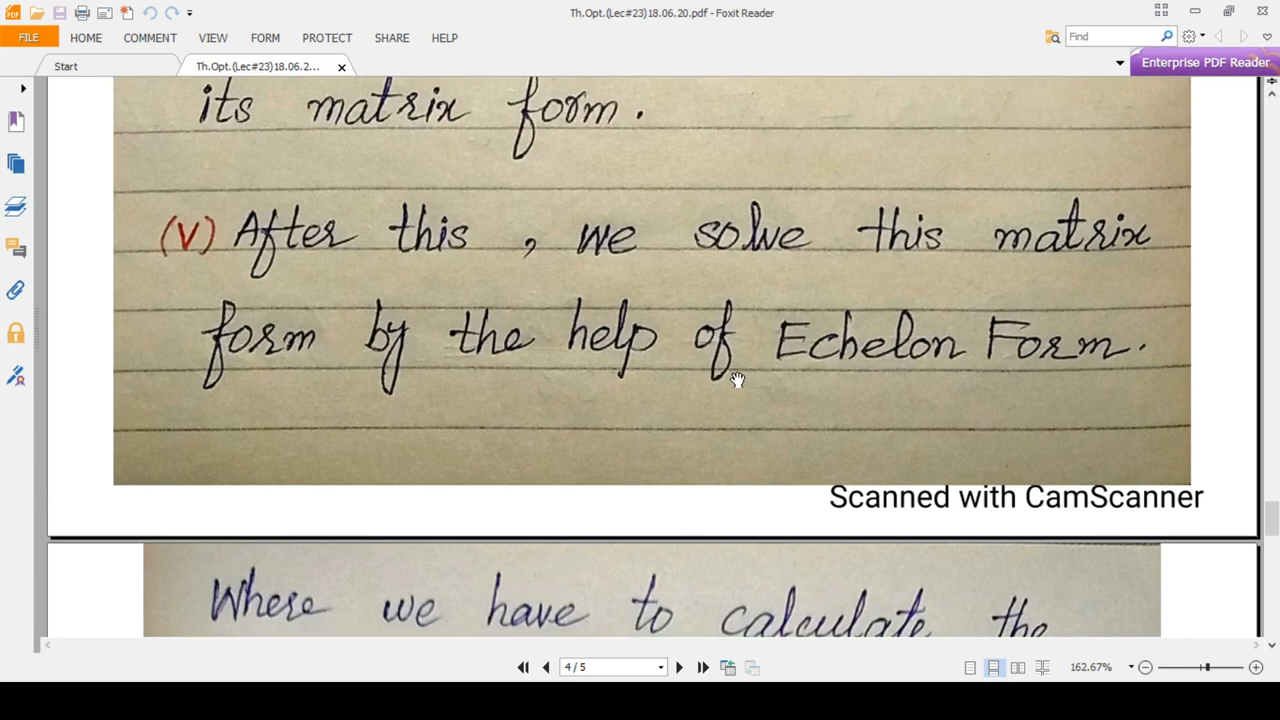 Th.Opt.(Lec#23)18.06.20.pdf - Foxit Reader
FILE HOME COMMENT VIEW FORM PROTECT SHARE HELP
Find
Start Th.Opt.(Lec#23)18.06.2...
Enterprise PDF Reader
its matrix form.
(V) After this, we solve this matrix
form by the help of Echelon Form.
Scanned with CamScanner
Where we have to calculate the
4 / 5
162.67%